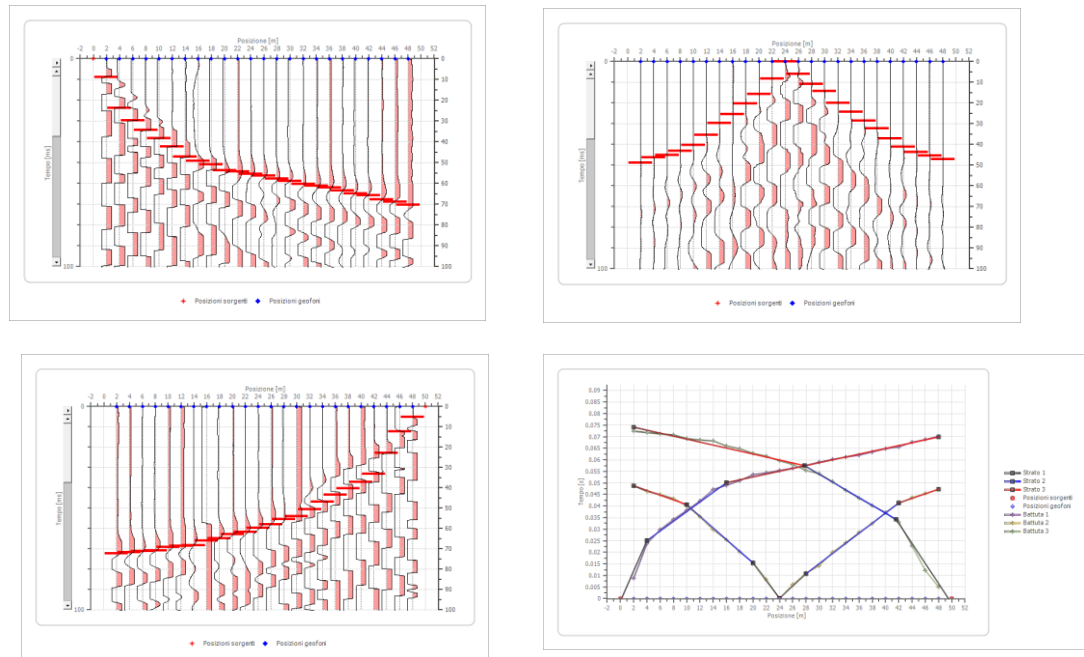 Posizione [m]
-2 0 2 4 6 8 10 12 14 16 18 20 22 24 26 28 30 32 34 36 38 40 42 44 46 48 50 52
0 0
10
20
30
40
Tempo [ms]
50
60
70
80
90
100 100
Posizioni sorgenti Posizioni geofoni
Posizione [m]
-2 0 2 4 6 8 10 12 14 16 18 20 22 24 26 28 30 32 34 36 38 40 42 44 46 48 50 52
0 0
10
20
30
40
Tempo [ms]
50
60
70
80
90
100 100
Posizioni sorgenti Posizioni geofoni
Posizione [m]
-2 0 2 4 6 8 10 12 14 16 18 20 22 24 26 28 30 32 34 36 38 40 42 44 46 48 50 52
0 0
10
20
30
40
Tempo [ms]
50
60
70
80
90
100 100
Posizioni sorgenti Posizioni geofoni
0.09
0.085
0.08
0.075
0.07
0.065
0.06
0.055
0.05
0.045
Tempo [s]
0.04
0.035
0.03
0.025
0.02
0.015
0.01
0.005
0
-2 0 2 4 6 8 10 12 14 16 18 20 22 24 26 28 30 32 34 36 38 40 42 44 46 48 50 52
Posizione [m]
Strato 1
Strato 2
Strato 3
Posizioni sorgenti
Posizioni geofoni
Battuta 1
Battuta 2
Battuta 3